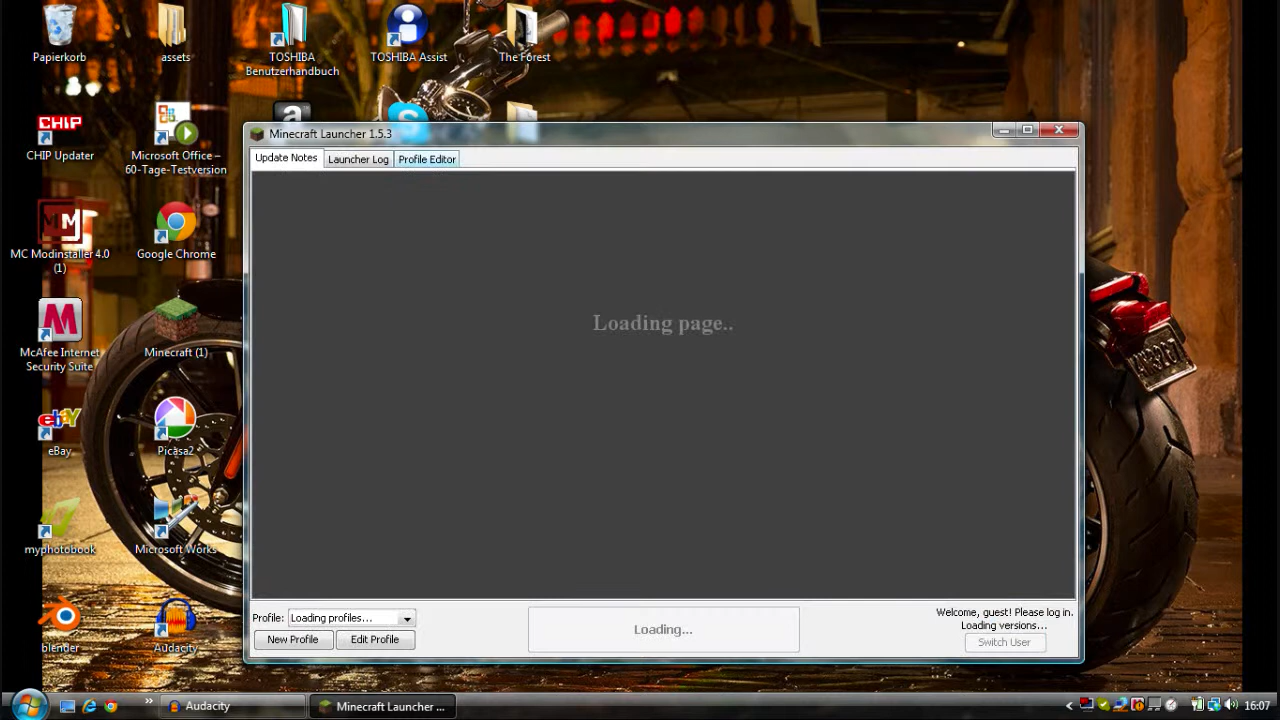 Papierkorb
assets
TOSHIBA
Benutzerhandbuch
TOSHIBA Assist
The Forest
CHIP
CHIP Updater
Microsoft Office –
60-Tage-Testversion
a
S
Minecraft Launcher 1.5.3
Update Notes
Launcher Log
Profile Editor
Loading page..
M M
MC Modinstaller 4.0
(1)
Google Chrome
M
McAfee Internet
Security Suite
Minecraft (1)
ebay
eBay
Picasa2
myphotobook
Microsoft Works
blender
Audacity
Profile:
Loading profiles...
New Profile
Edit Profile
Loading...
Welcome, guest! Please log in.
Loading versions...
Switch User
»
Audacity
Minecraft Launcher ...
<
16:07